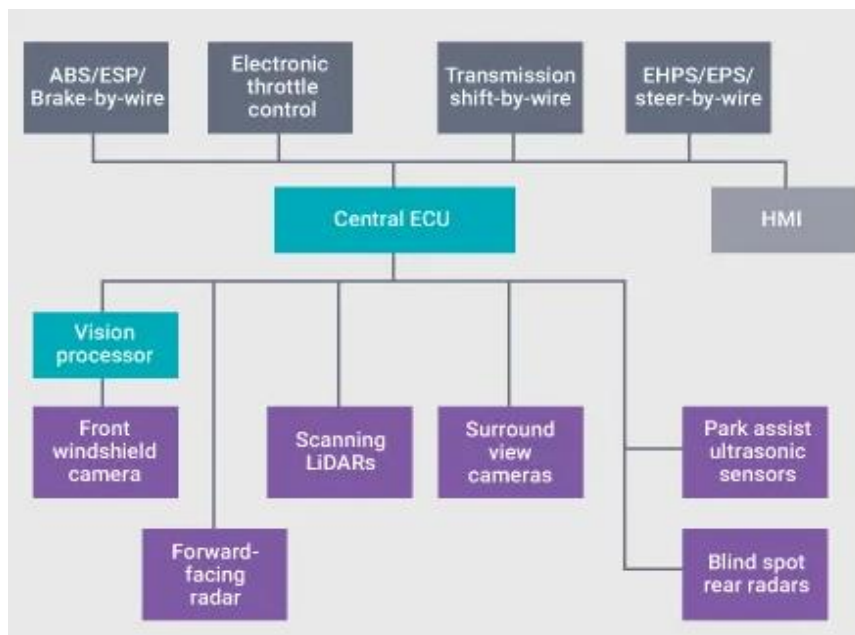 ABS/ESP/
Brake-by-wire
Electronic
throttle
control
Transmission
shift-by-wire
EHPS/EPS/
steer-by-wire
Central ECU
HMI
Vision
processor
Front
windshield
camera
Scanning
LiDARs
Surround
view
cameras
Park assist
ultrasonic
sensors
Forward-
facing
radar
Blind spot
rear radars